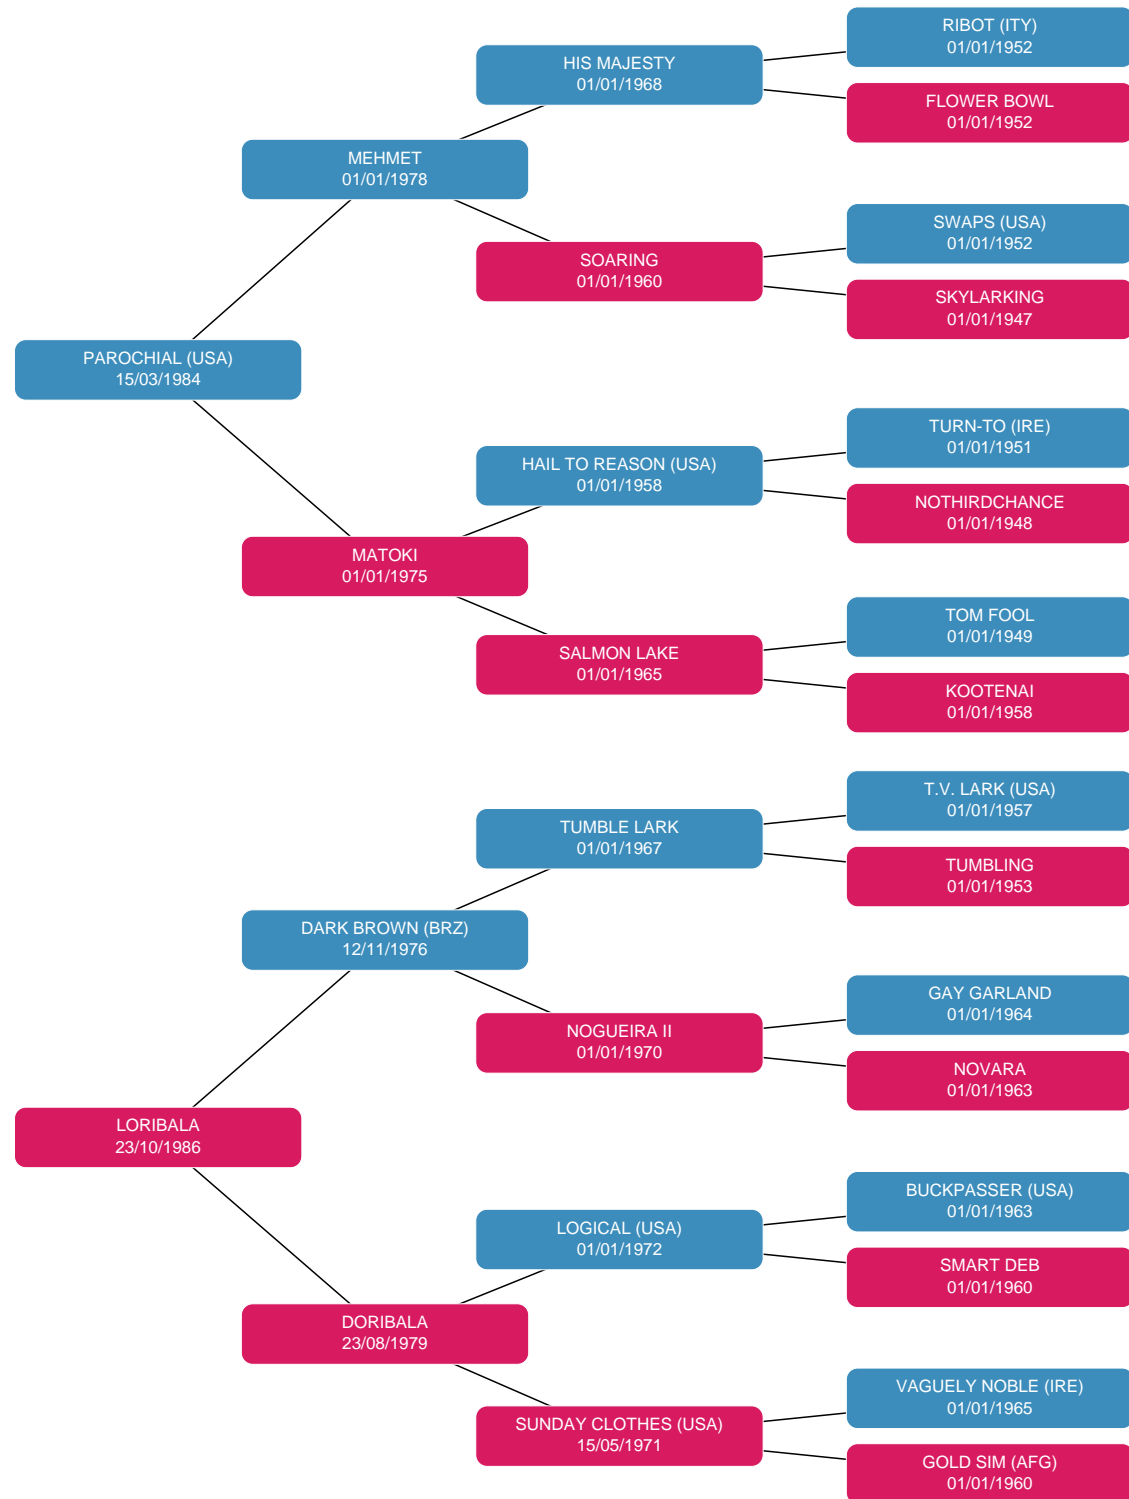 RIBOT (ITY)
01/01/1952
HIS MAJESTY
01/01/1968
FLOWER BOWL
01/01/1952
MEHMET
01/01/1978
SWAPS (USA)
01/01/1952
SOARING
01/01/1960
SKYLARKING
01/01/1947
PAROCHIAL (USA)
15/03/1984
TURN-TO (IRE)
01/01/1951
HAIL TO REASON (USA)
01/01/1958
NOTHIRDCHANCE
01/01/1948
MATOKI
01/01/1975
TOM FOOL
01/01/1949
SALMON LAKE
01/01/1965
KOOTENAI
01/01/1958
T.V. LARK (USA)
01/01/1957
TUMBLE LARK
01/01/1967
TUMBLING
01/01/1953
DARK BROWN (BRZ)
12/11/1976
GAY GARLAND
01/01/1964
NOGUEIRA II
01/01/1970
NOVARA
01/01/1963
LORIBALA
23/10/1986
BUCKPASSER (USA)
01/01/1963
LOGICAL (USA)
01/01/1972
SMART DEB
01/01/1960
DORIBALA
23/08/1979
VAGUELY NOBLE (IRE)
01/01/1965
SUNDAY CLOTHES (USA)
15/05/1971
GOLD SIM (AFG)
01/01/1960